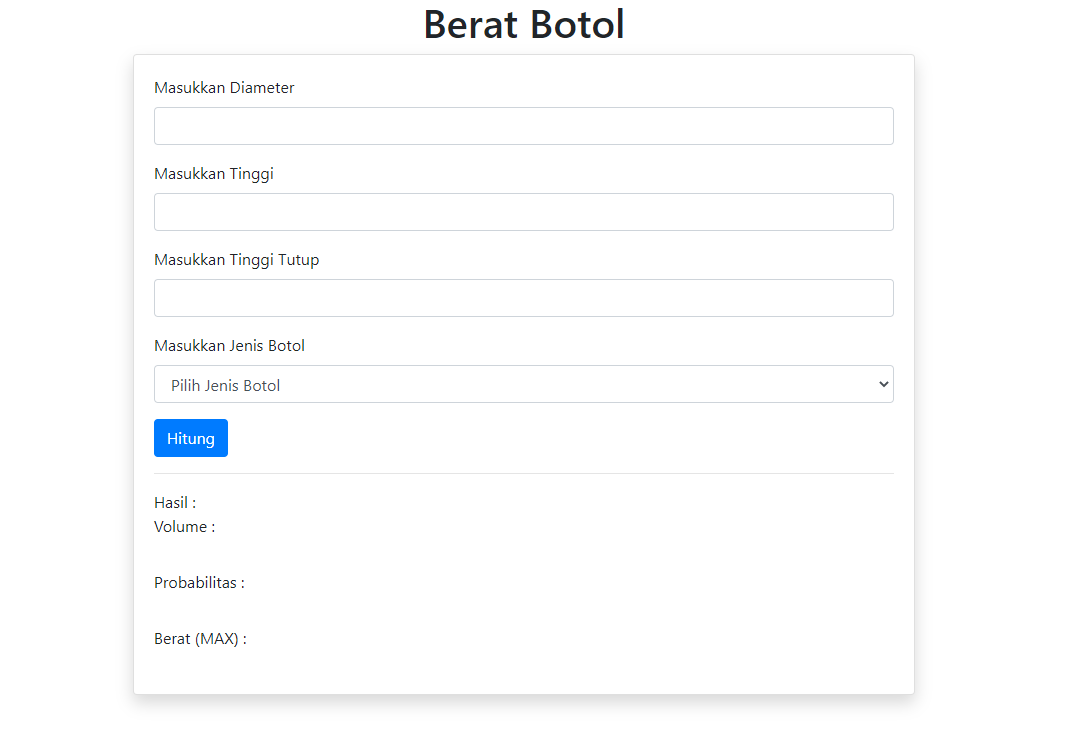 Berat Botol
Masukkan Diameter
Masukkan Tinggi
Masukkan Tinggi Tutup
Masukkan Jenis Botol
Pilih Jenis Botol
Hitung
Hasil :
Volume :
Probabilitas :
Berat (MAX) :